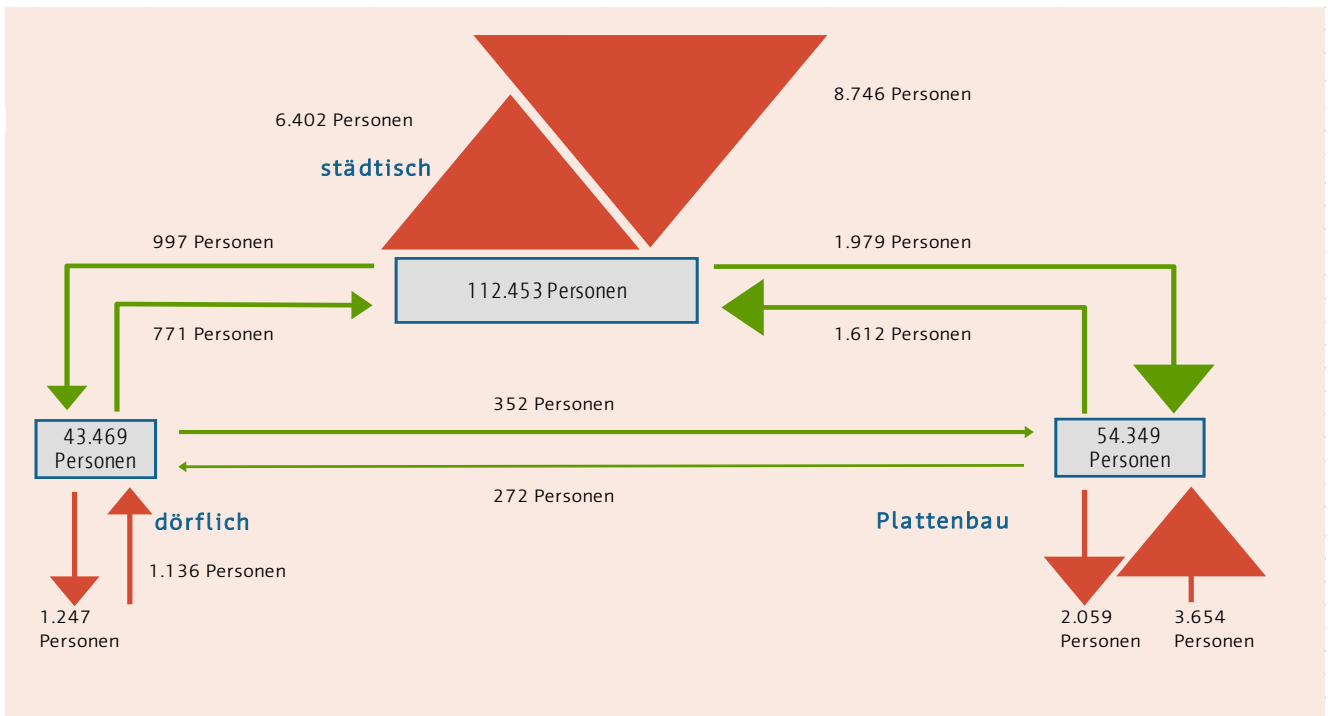 8.746 Personen
6.402 Personen
städtisch
997 Personen
1.979 Personen
112.453 Personen
771 Personen
1.612 Personen
352 Personen
43.469
Personen
54.349
Personen
272 Personen
dörflich
Plattenbau
1.136 Personen
1.247
Personen
2.059
Personen
3.654
Personen